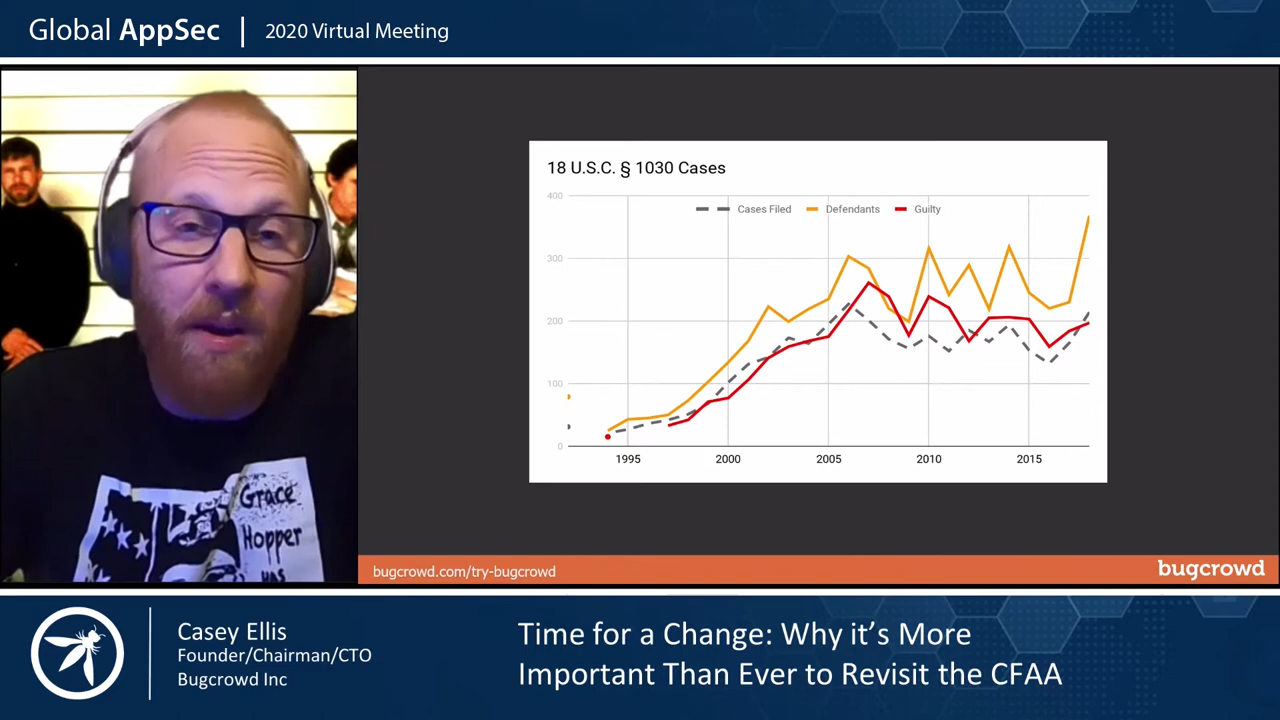 Global AppSec | 2020 Virtual Meeting
18 U.S.C. § 1030 Cases
Cases Filed
Defendants
Guilty
400
300
200
100
0
1995
2000
2005
2010
2015
Grace
Hopper
HAS
bugcrowd.com/try-bugcrowd
bugcrowd
Casey Ellis
Founder/Chairman/CTO
Bugcrowd Inc
Time for a Change: Why it's More
Important Than Ever to Revisit the CFAA